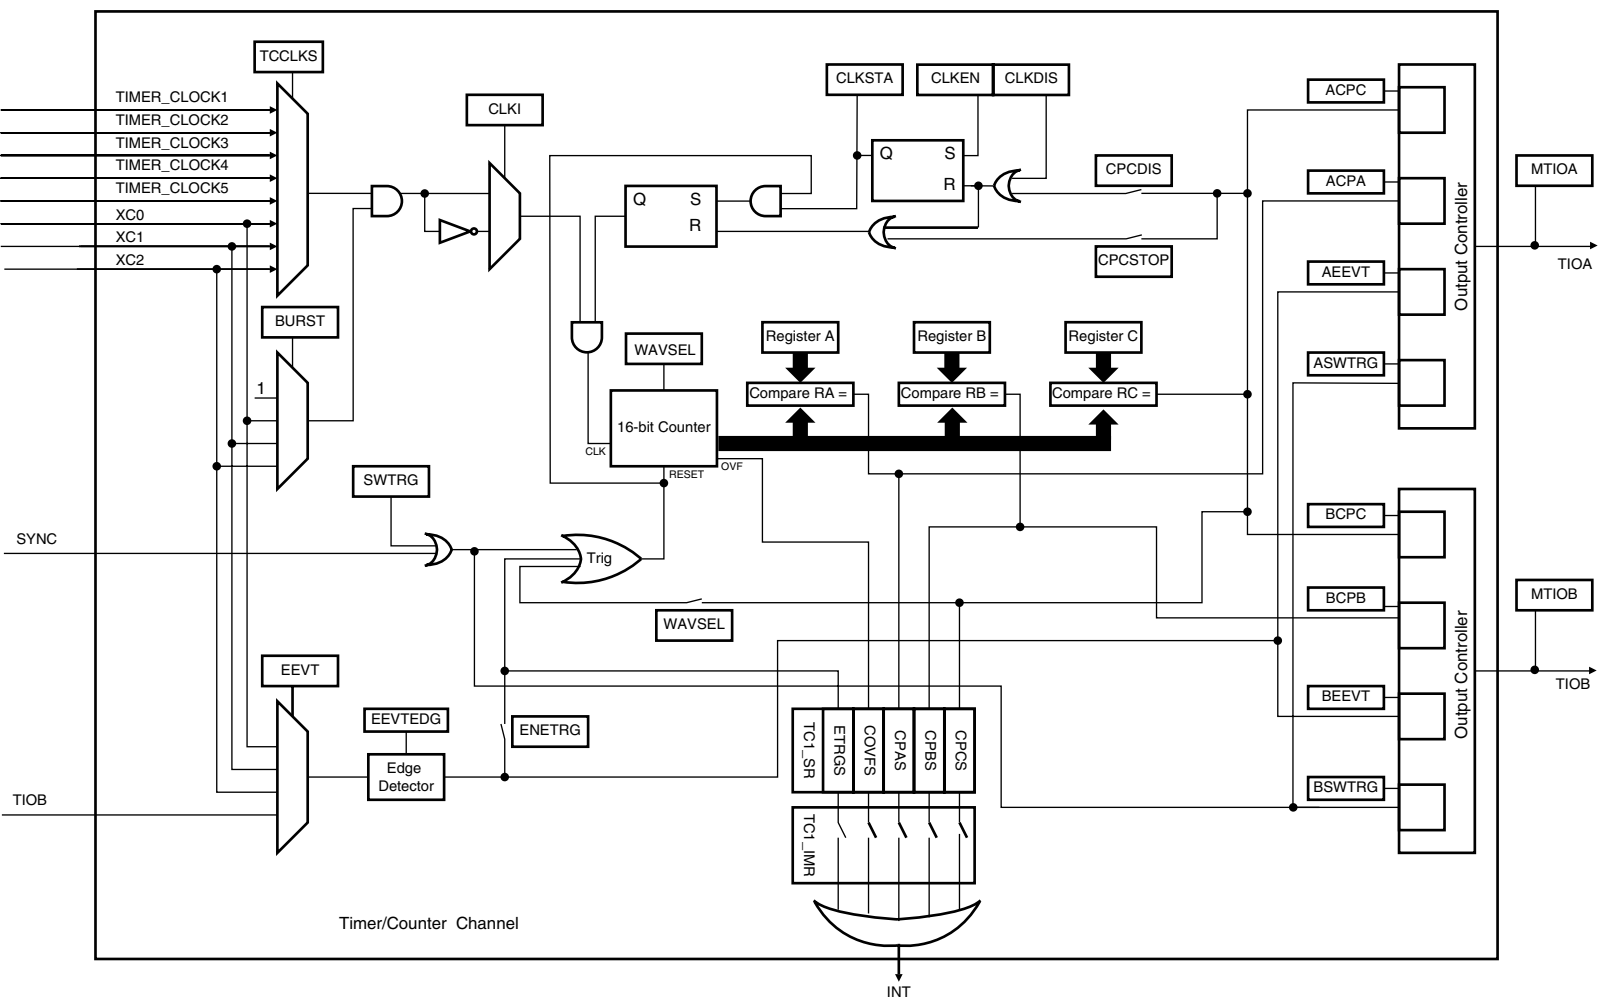 TCCLKS
TIMER_CLOCK1
TIMER_CLOCK2
TIMER_CLOCK3
TIMER_CLOCK4
TIMER_CLOCK5
XC0
XC1
XC2
CLKI
CLKSTA
CLKEN
CLKDIS
Q
S
R
Q
S
R
CPCDIS
CPCSTOP
ACPC
ACPA
AEEVT
ASWTRG
Output Controller
MTIOA
TIOA
BURST
1
WAVSEL
Register A
Register B
Register C
Compare RA =
Compare RB =
Compare RC =
16-bit Counter
CLK
RESET
OVF
SWTRG
SYNC
Trig
WAVSEL
BCPC
BCPB
BEEVT
BSWTRG
Output Controller
MTIOB
TIOB
EEVT
EEVTEDG
ENETRG
Edge
Detector
TIOB
TC1_SR
ETRGS
COVFS
CPAS
CPBS
CPCS
TC1_IMR
Timer/Counter Channel
INT